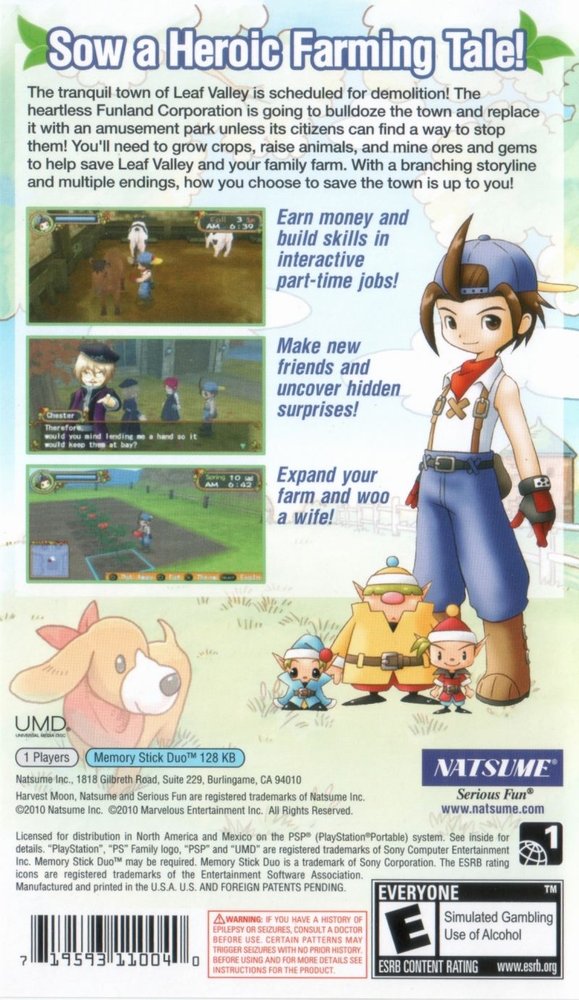 Sow a Heroic Farming Tale!
The tranquil town of Leaf Valley is scheduled for demolition! The
heartless Funland Corporation is going to bulldoze the town and replace
it with an amusement park unless its citizens can find a way to stop
them! You'll need to grow crops, raise animals, and mine ores and gems
to help save Leaf Valley and your family farm. With a branching storyline
and multiple endings, how you choose to save the town is up to you!
3
AM 6:39
Earn money and
build skills in
interactive
part-time jobs!
Chester
Therefore,
would you mind lending me a hand so it
would keep them at bay?
Make new
friends and
uncover hidden
surprises!
Spring 10
AM 6:42
Expand your
farm and woo
a wife!
UMD
UNIVERSAL MEDIA DISC
1 Players
Memory Stick Duo™ 128 KB
NATSUME®
Serious Fun®
www.natsume.com
Natsume Inc., 1818 Gilbreth Road, Suite 229, Burlingame, CA 94010
Harvest Moon, Natsume and Serious Fun are registered trademarks of Natsume Inc.
©2010 Natsume Inc. ©2010 Marvelous Entertainment Inc. All Rights Reserved.
Licensed for distribution in North America and Mexico on the PSP® (PlayStation®Portable) system. See inside for
details. "PlayStation", "PS" Family logo, "PSP" and "UMD" are registered trademarks of Sony Computer Entertainment
Inc. Memory Stick Duo™ may be required. Memory Stick Duo is a trademark of Sony Corporation. The ESRB rating
icons are registered trademarks of the Entertainment Software Association.
Manufactured and printed in the U.S.A. U.S. AND FOREIGN PATENTS PENDING.
1
EVERYONE ™
E
Simulated Gambling
Use of Alcohol
ESRB CONTENT RATING www.esrb.org
7 19593 11004 0
WARNING: IF YOU HAVE A HISTORY OF
EPILEPSY OR SEIZURES, CONSULT A DOCTOR
BEFORE USE. CERTAIN PATTERNS MAY
TRIGGER SEIZURES WITH NO PRIOR HISTORY.
BEFORE USING AND FOR MORE DETAILS SEE
INSTRUCTIONS FOR THE PRODUCT.